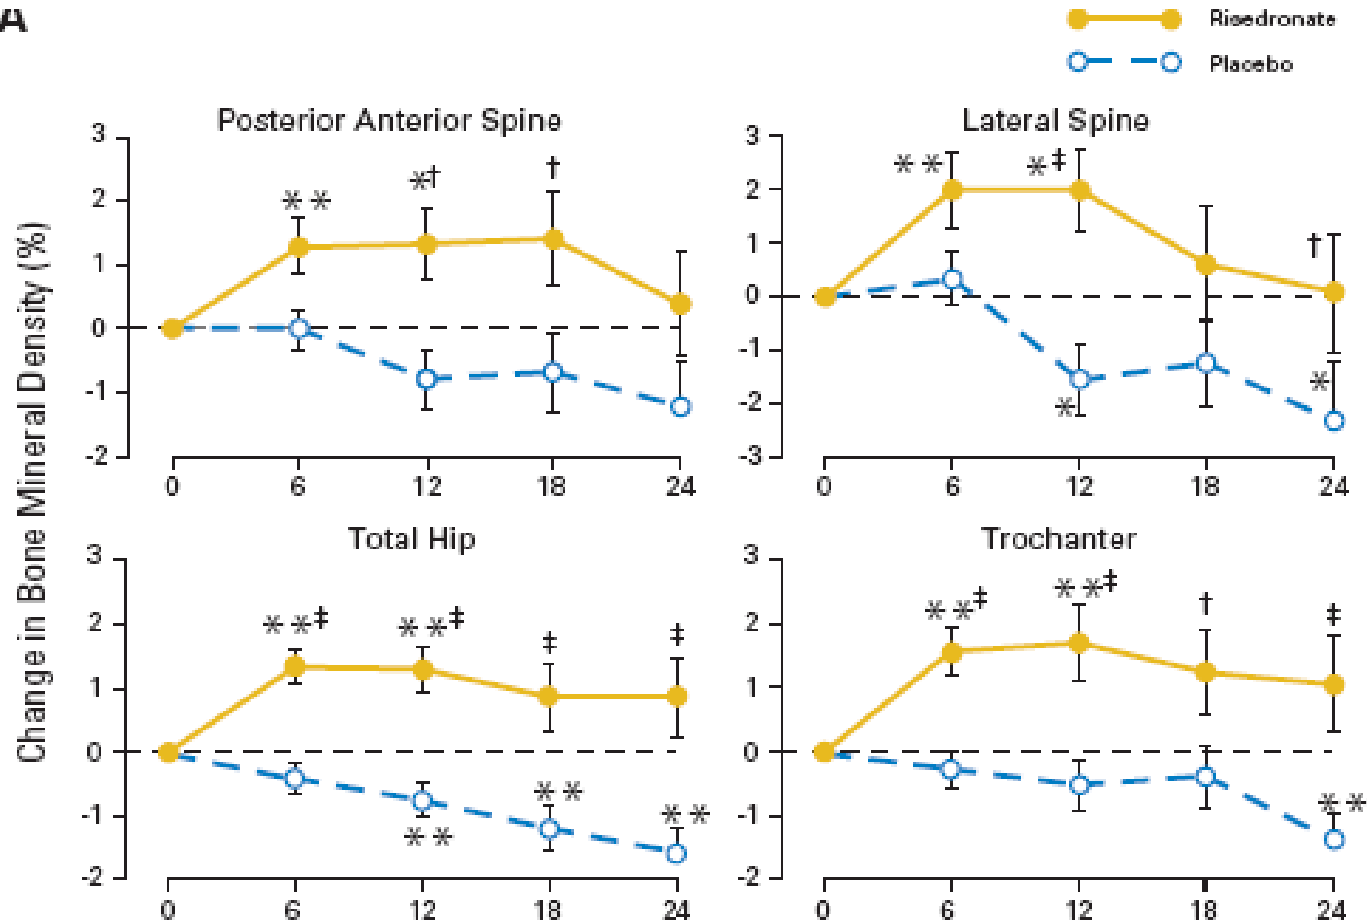 A
Risedronate
Placebo
Change in Bone Mineral Density (%)
Posterior Anterior Spine
3
2
1
0
-1
-2
** *† †
0 6 12 18 24
Lateral Spine
3
2
1
0
-1
-2
-3
** *‡ †
* *
0 6 12 18 24
Total Hip
3
2
1
0
-1
-2
**‡ **‡ ‡ ‡
** ** **
0 6 12 18 24
Trochanter
3
2
1
0
-1
-2
**‡ **‡ † ‡
**
0 6 12 18 24